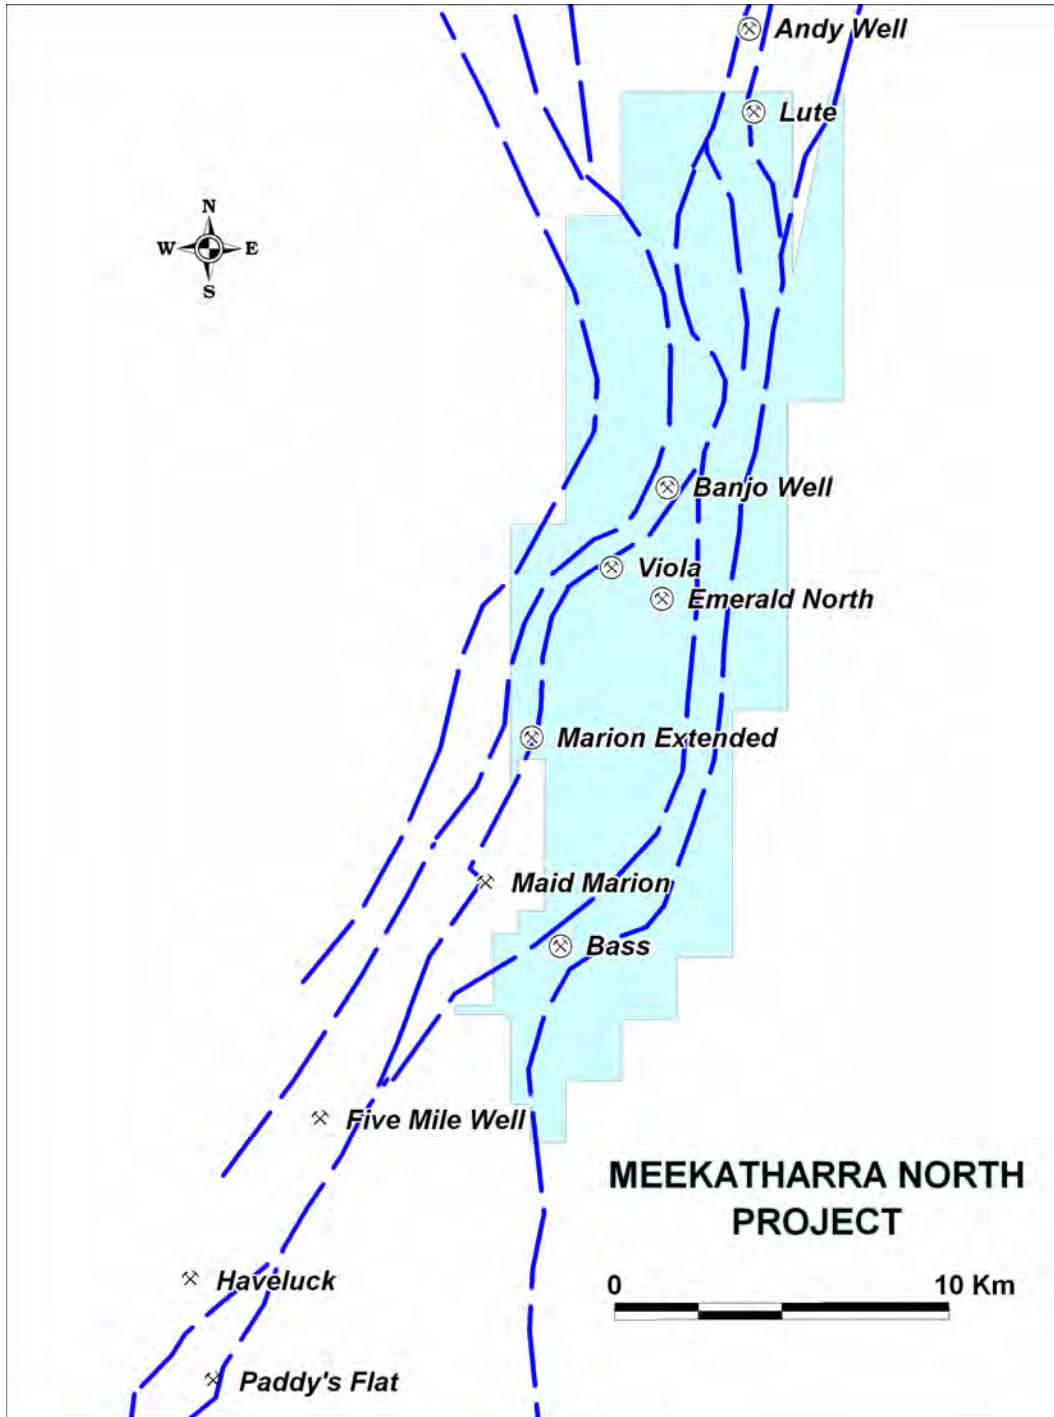 Andy Well
Lute
N
W E
S
Banjo Well
Viola
Emerald North
Marion Extended
Maid Marion
Bass
Five Mile Well
MEEKATHARRA NORTH
PROJECT
Haveluck
0 10 Km
Paddy's Flat